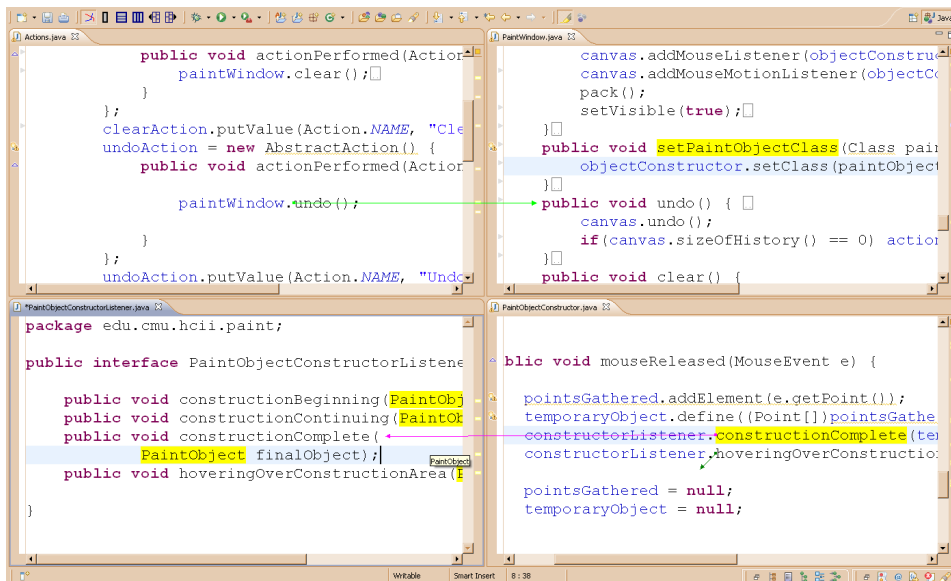 Java
Actions.java
public void actionPerformed(Action
paintWindow.clear();
}
};
clearAction.putValue(Action.NAME, "Cle
undoAction = new AbstractAction() {
public void actionPerformed(Action
paintWindow.undo();
}
};
undoAction.putValue(Action.NAME, "Undo
PaintWindow.java
canvas.addMouseListener(objectConstruc
canvas.addMouseMotionListener(objectCo
pack();
setVisible(true);
}
public void setPaintObjectClass(Class pain
objectConstructor.setClass(paintObject
}
public void undo() {
canvas.undo();
if(canvas.sizeOfHistory() == 0) action
}
public void clear() {
*PaintObjectConstructorListener.java
package edu.cmu.hcii.paint;
public interface PaintObjectConstructorListene
public void constructionBeginning(PaintObj
public void constructionContinuing(PaintOb
public void constructionComplete(
PaintObject finalObject);
PaintObject
public void hoveringOverConstructionArea(P
}
PaintObjectConstructor.java
blic void mouseReleased(MouseEvent e) {
pointsGathered.addElement(e.getPoint());
temporaryObject.define((Point[])pointsGathe
constructorListener.constructionComplete(tem
constructorListener.hoveringOverConstruction
pointsGathered = null;
temporaryObject = null;
Writable Smart Insert 8 : 38